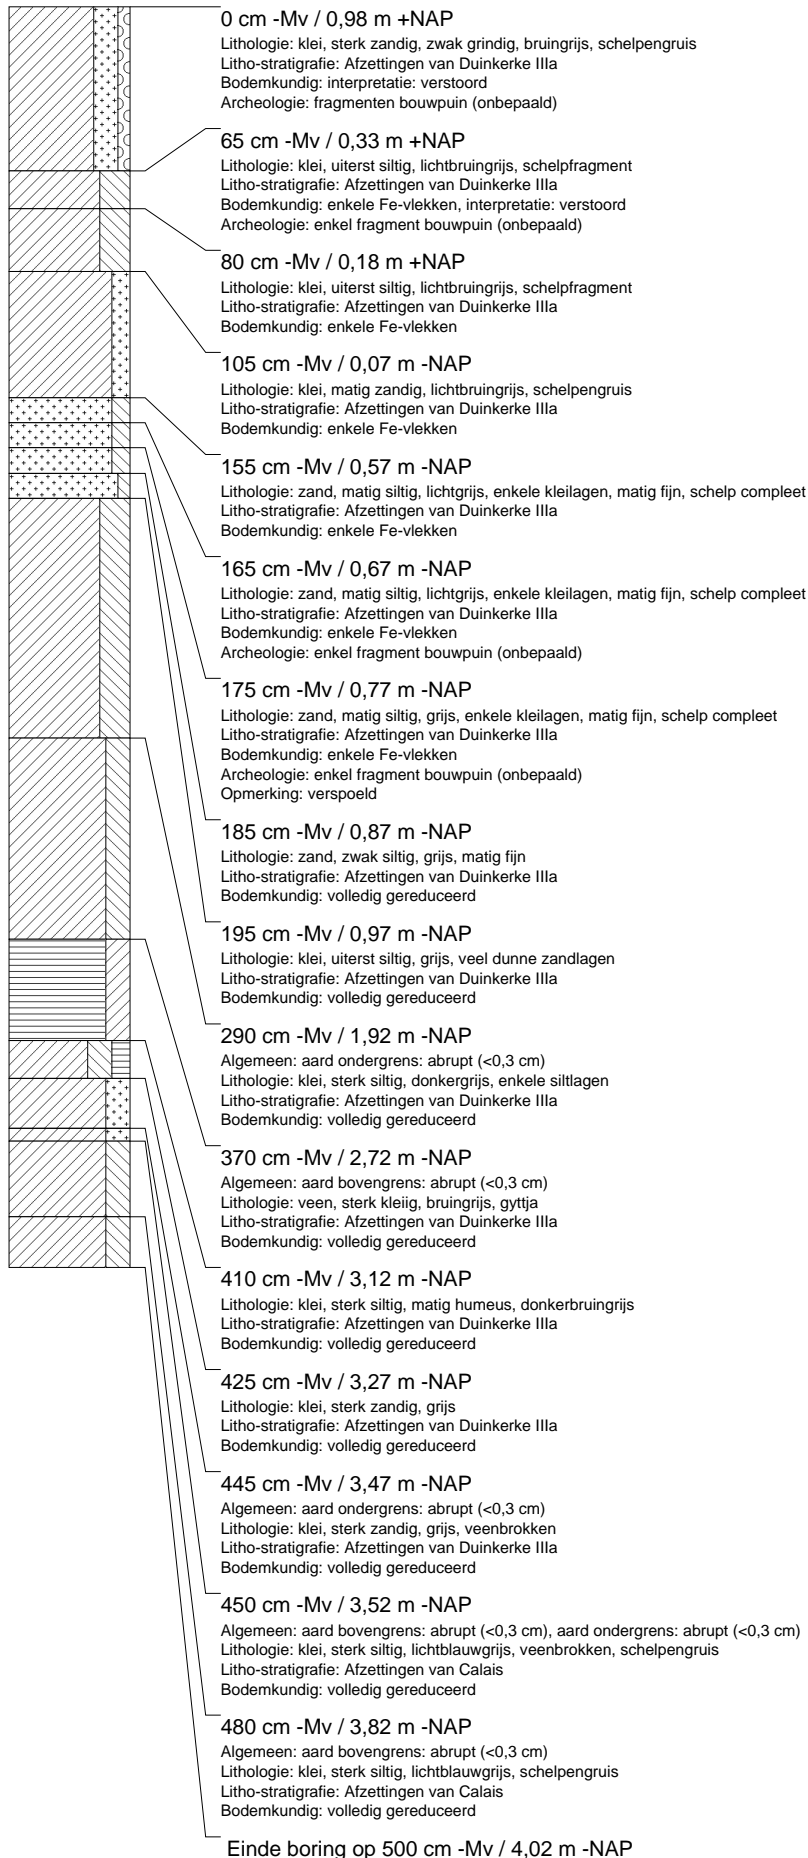 0 cm -Mv / 0,98 m +NAP
Lithologie: klei, sterk zandig, zwak grindig, bruingrijs, schelpengruis
Litho-stratigrafie: Afzettingen van Duinkerke IIIa
Bodemkundig: interpretatie: verstoord
Archeologie: fragmenten bouwpuin (onbepaald)
65 cm -Mv / 0,33 m +NAP
Lithologie: klei, uiterst siltig, lichtbruingrijs, schelpfragment
Litho-stratigrafie: Afzettingen van Duinkerke IIIa
Bodemkundig: enkele Fe-vlekken, interpretatie: verstoord
Archeologie: enkel fragment bouwpuin (onbepaald)
80 cm -Mv / 0,18 m +NAP
Lithologie: klei, uiterst siltig, lichtbruingrijs, schelpfragment
Litho-stratigrafie: Afzettingen van Duinkerke IIIa
Bodemkundig: enkele Fe-vlekken
105 cm -Mv / 0,07 m -NAP
Lithologie: klei, matig zandig, lichtbruingrijs, schelpengruis
Litho-stratigrafie: Afzettingen van Duinkerke IIIa
Bodemkundig: enkele Fe-vlekken
155 cm -Mv / 0,57 m -NAP
Lithologie: zand, matig siltig, lichtgrijs, enkele kleilagen, matig fijn, schelp compleet
Litho-stratigrafie: Afzettingen van Duinkerke IIIa
Bodemkundig: enkele Fe-vlekken
165 cm -Mv / 0,67 m -NAP
Lithologie: zand, matig siltig, lichtgrijs, enkele kleilagen, matig fijn, schelp compleet
Litho-stratigrafie: Afzettingen van Duinkerke IIIa
Bodemkundig: enkele Fe-vlekken
Archeologie: enkel fragment bouwpuin (onbepaald)
175 cm -Mv / 0,77 m -NAP
Lithologie: zand, matig siltig, grijs, enkele kleilagen, matig fijn, schelp compleet
Litho-stratigrafie: Afzettingen van Duinkerke IIIa
Bodemkundig: enkele Fe-vlekken
Archeologie: enkel fragment bouwpuin (onbepaald)
Opmerking: verspoeld
185 cm -Mv / 0,87 m -NAP
Lithologie: zand, zwak siltig, grijs, matig fijn
Litho-stratigrafie: Afzettingen van Duinkerke IIIa
Bodemkundig: volledig gereduceerd
195 cm -Mv / 0,97 m -NAP
Lithologie: klei, uiterst siltig, grijs, veel dunne zandlagen
Litho-stratigrafie: Afzettingen van Duinkerke IIIa
Bodemkundig: volledig gereduceerd
290 cm -Mv / 1,92 m -NAP
Algemeen: aard ondergrens: abrupt (<0,3 cm)
Lithologie: klei, sterk siltig, donkergrijs, enkele siltlagen
Litho-stratigrafie: Afzettingen van Duinkerke IIIa
Bodemkundig: volledig gereduceerd
370 cm -Mv / 2,72 m -NAP
Algemeen: aard bovengrens: abrupt (<0,3 cm)
Lithologie: veen, sterk kleiig, bruingrijs, gyttja
Litho-stratigrafie: Afzettingen van Duinkerke IIIa
Bodemkundig: volledig gereduceerd
410 cm -Mv / 3,12 m -NAP
Lithologie: klei, sterk siltig, matig humeus, donkerbruingrijs
Litho-stratigrafie: Afzettingen van Duinkerke IIIa
Bodemkundig: volledig gereduceerd
425 cm -Mv / 3,27 m -NAP
Lithologie: klei, sterk zandig, grijs
Litho-stratigrafie: Afzettingen van Duinkerke IIIa
Bodemkundig: volledig gereduceerd
445 cm -Mv / 3,47 m -NAP
Algemeen: aard ondergrens: abrupt (<0,3 cm)
Lithologie: klei, sterk zandig, grijs, veenbrokken
Litho-stratigrafie: Afzettingen van Duinkerke IIIa
Bodemkundig: volledig gereduceerd
450 cm -Mv / 3,52 m -NAP
Algemeen: aard bovengrens: abrupt (<0,3 cm), aard ondergrens: abrupt (<0,3 cm)
Lithologie: klei, sterk siltig, lichtblauwgrijs, veenbrokken, schelpengruis
Litho-stratigrafie: Afzettingen van Calais
Bodemkundig: volledig gereduceerd
480 cm -Mv / 3,82 m -NAP
Algemeen: aard bovengrens: abrupt (<0,3 cm)
Lithologie: klei, sterk siltig, lichtblauwgrijs, schelpengruis
Litho-stratigrafie: Afzettingen van Calais
Bodemkundig: volledig gereduceerd
Einde boring op 500 cm -Mv / 4,02 m -NAP